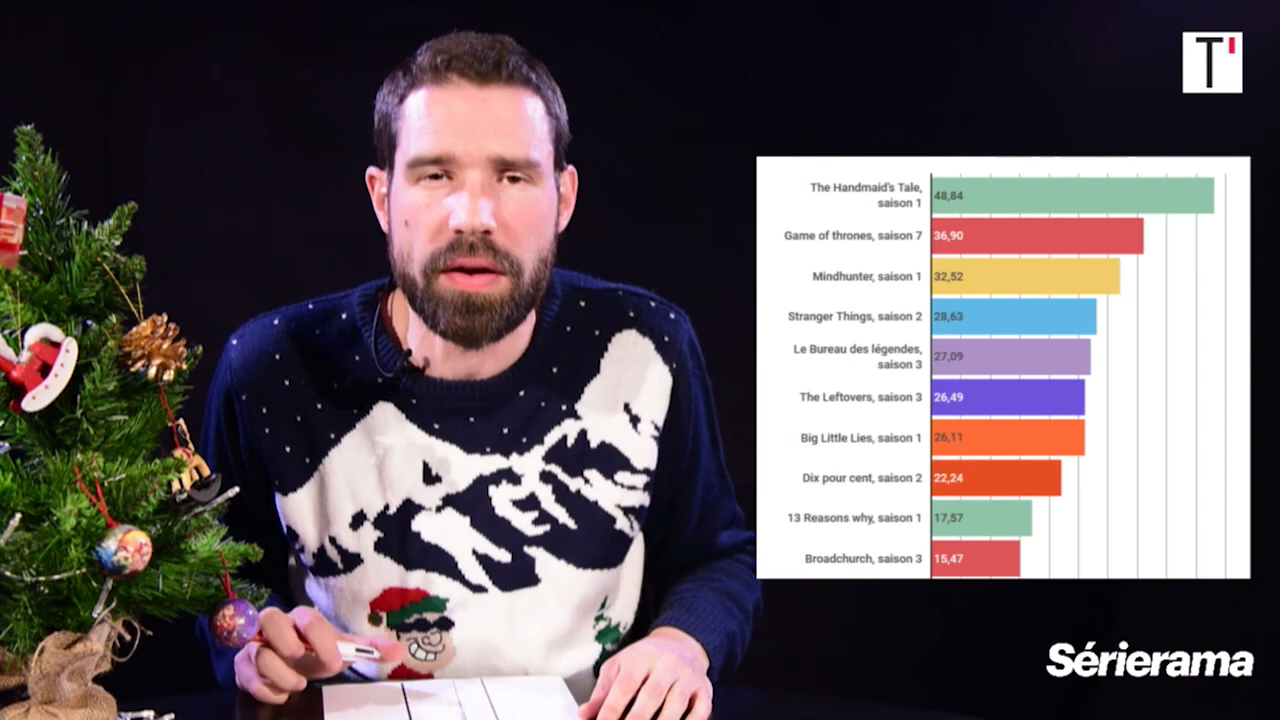 T'
The Handmaid's Tale,
saison 1
48,84
Game of thrones, saison 7
36,90
Mindhunter, saison 1
32,52
Stranger Things, saison 2
28,63
Le Bureau des légendes,
saison 3
27,09
The Leftovers, saison 3
26,49
Big Little Lies, saison 1
26,11
Dix pour cent, saison 2
22,24
13 Reasons why, saison 1
17,57
Broadchurch, saison 3
15,47
Sérierama